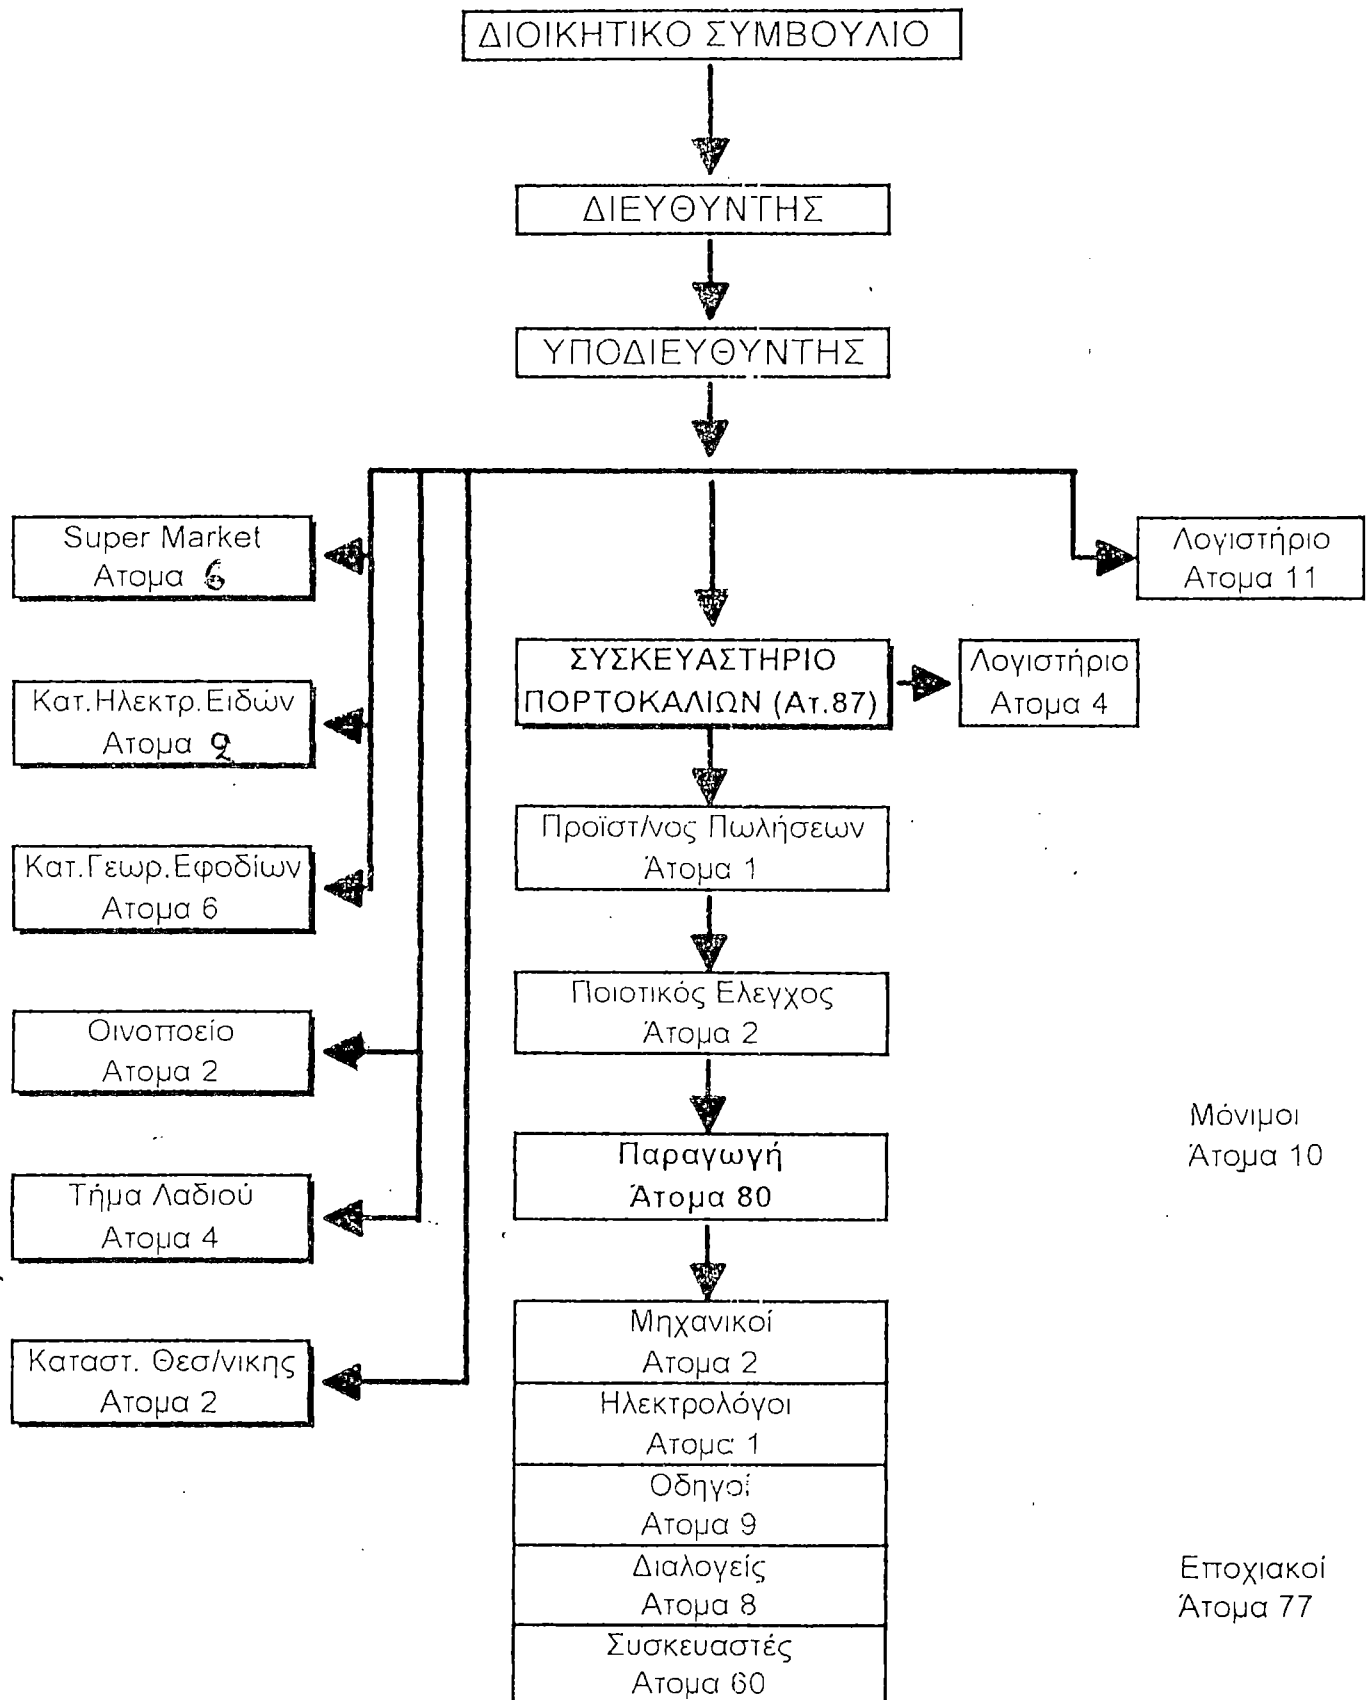 ΔΙΟΙΚΗΤΙΚΟ ΣΥΜΒΟΥΛΙΟ
ΔΙΕΥΘΥΝΤΗΣ
ΥΠΟΔΙΕΥΘΥΝΤΗΣ
Super Market
Ατομα 6
Λογιστήριο
Ατομα 11
ΣΥΣΚΕΥΑΣΤΗΡΙΟ
ΠΟΡΤΟΚΑΛΙΩΝ (Ατ.87)
Λογιστήριο
Ατομα 4
Κατ.Ηλεκτρ.Ειδών
Ατομα 2
Προϊστ/νος Πωλήσεων
Άτομα 1
Κατ.Γεωρ.Εφοδίων
Ατομα 6
Ποιοτικός Ελεγχος
Άτομα 2
Οινοποείο
Ατομα 2
Παραγωγή
Άτομα 80
Μόνιμοι
Άτομα 10
Τήμα Λαδιού
Ατομα 4
Μηχανικοί
Ατομα 2
Καταστ. Θεσ/νικης
Ατομα 2
Ηλεκτρολόγοι
Ατομα 1
Οδηγοί
Ατομα 9
Διαλογείς
Ατομα 8
Εποχιακοί
Άτομα 77
Συσκευαστές
Ατομα 60